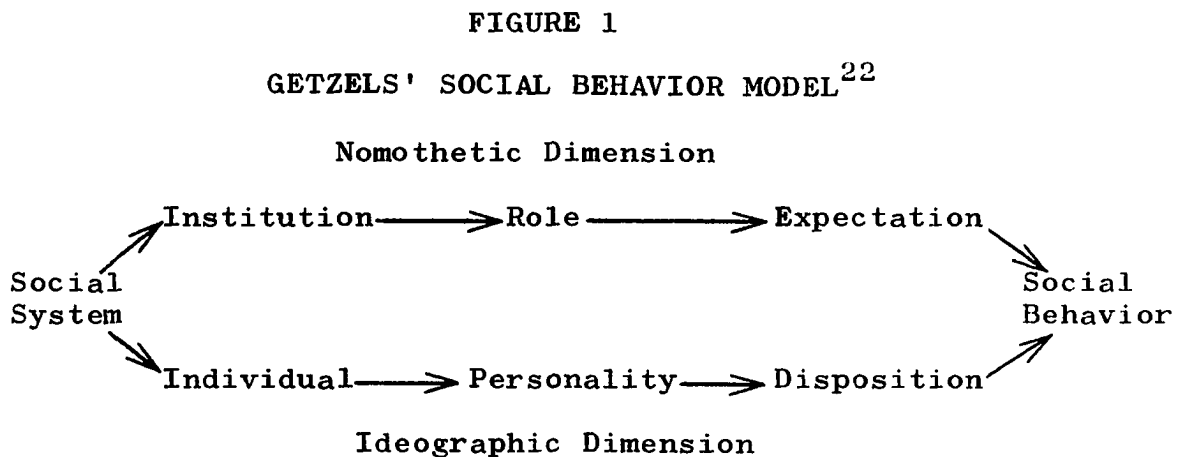 FIGURE 1
GETZELS' SOCIAL BEHAVIOR MODEL22
Nomothetic Dimension
Institution Role Expectation
Social Social
System Behavior
Individual Personality Disposition
Ideographic Dimension